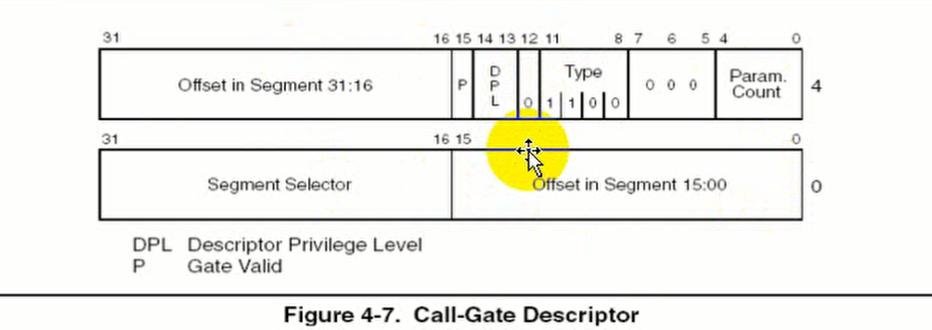 31 16 15 14 13 12 11 8 7 6 5 4 0
Offset in Segment 31:16 P DPL 0 Type 1 1 0 0 0 0 0 Param. Count 4
31 16 15 0
Segment Selector Offset in Segment 15:00 0
DPL Descriptor Privilege Level
P Gate Valid
Figure 4-7. Call-Gate Descriptor